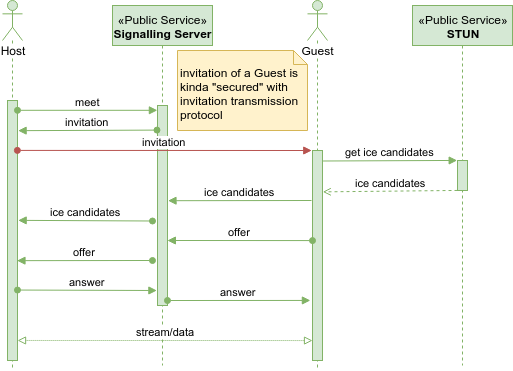 «Public Service»
Signalling Server
«Public Service»
STUN
Host
Guest
invitation of a Guest is
kinda "secured" with
invitation transmission
protocol
meet
invitation
invitation
get ice candidates
ice candidates
ice candidates
ice candidates
offer
offer
answer
answer
stream/data